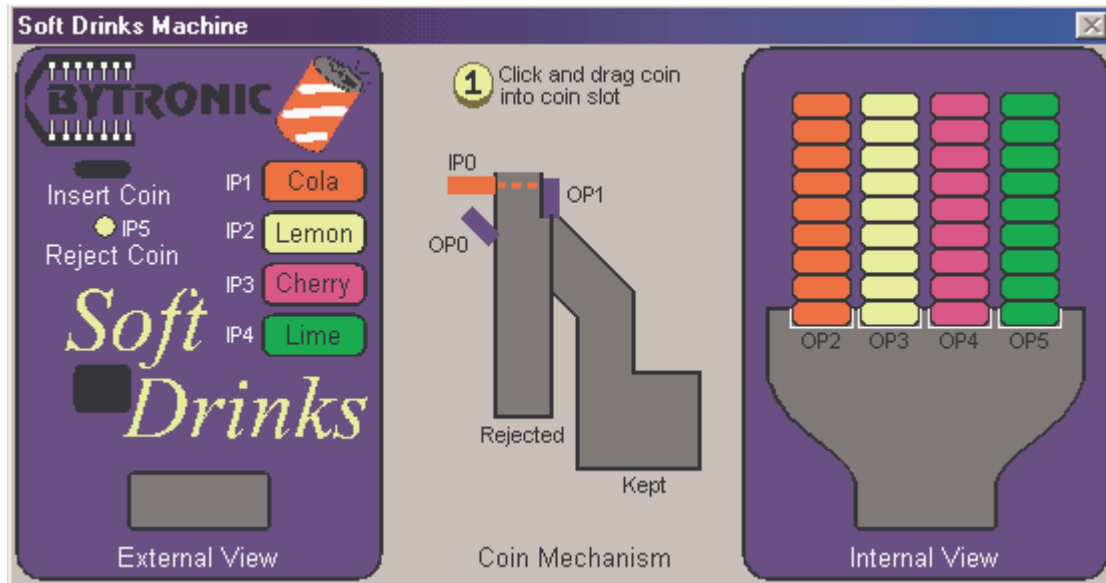 Soft Drinks Machine
BYTRONIC
Insert Coin
IP5
Reject Coin
IP1 Cola
IP2 Lemon
IP3 Cherry
IP4 Lime
Soft
Drinks
External View
1 Click and drag coin
into coin slot
IP0
OP1
OP0
Rejected
Kept
Coin Mechanism
OP2 OP3 OP4 OP5
Internal View